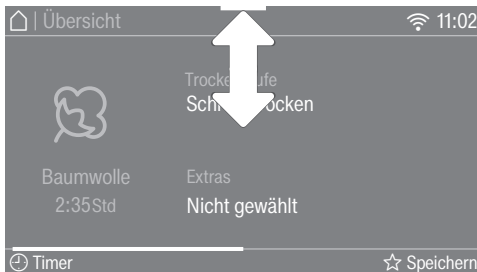 Übersicht 11:02
Extras
Baumwolle
2:35 Std
Nicht gewählt
Timer Speichern